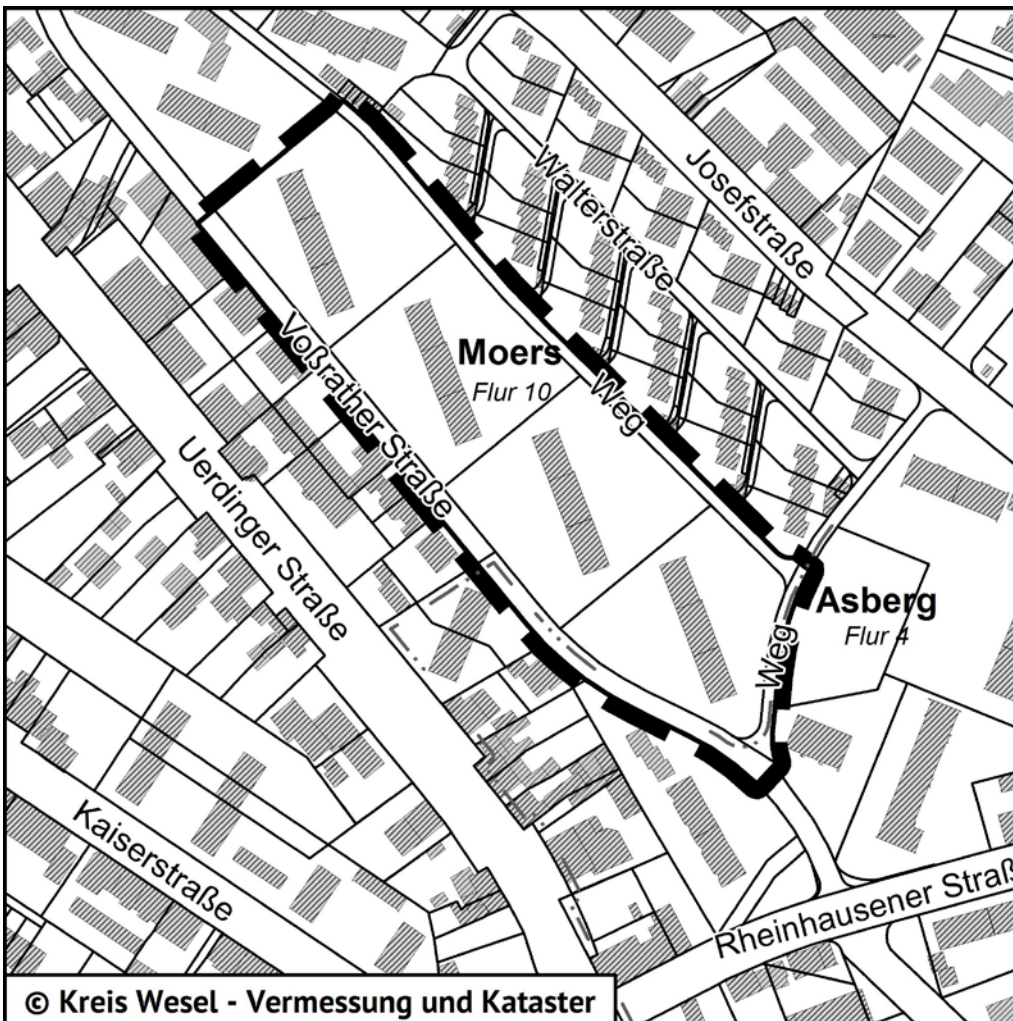 Josefstraße
Walterstraße
Moers
Flur 10
Weg
Voßrather Straße
Uerdinger Straße
Asberg
Flur 4
Weg
Kaiserstraße
Rheinhausener Straß
© Kreis Wesel - Vermessung und Kataster